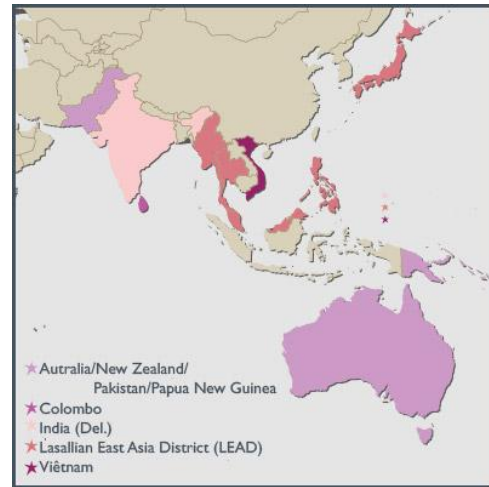 Autralia/New Zealand/
Pakistan/Papua New Guinea
Colombo
India (Del.)
Lasallian East Asia District (LEAD)
Viêtnam